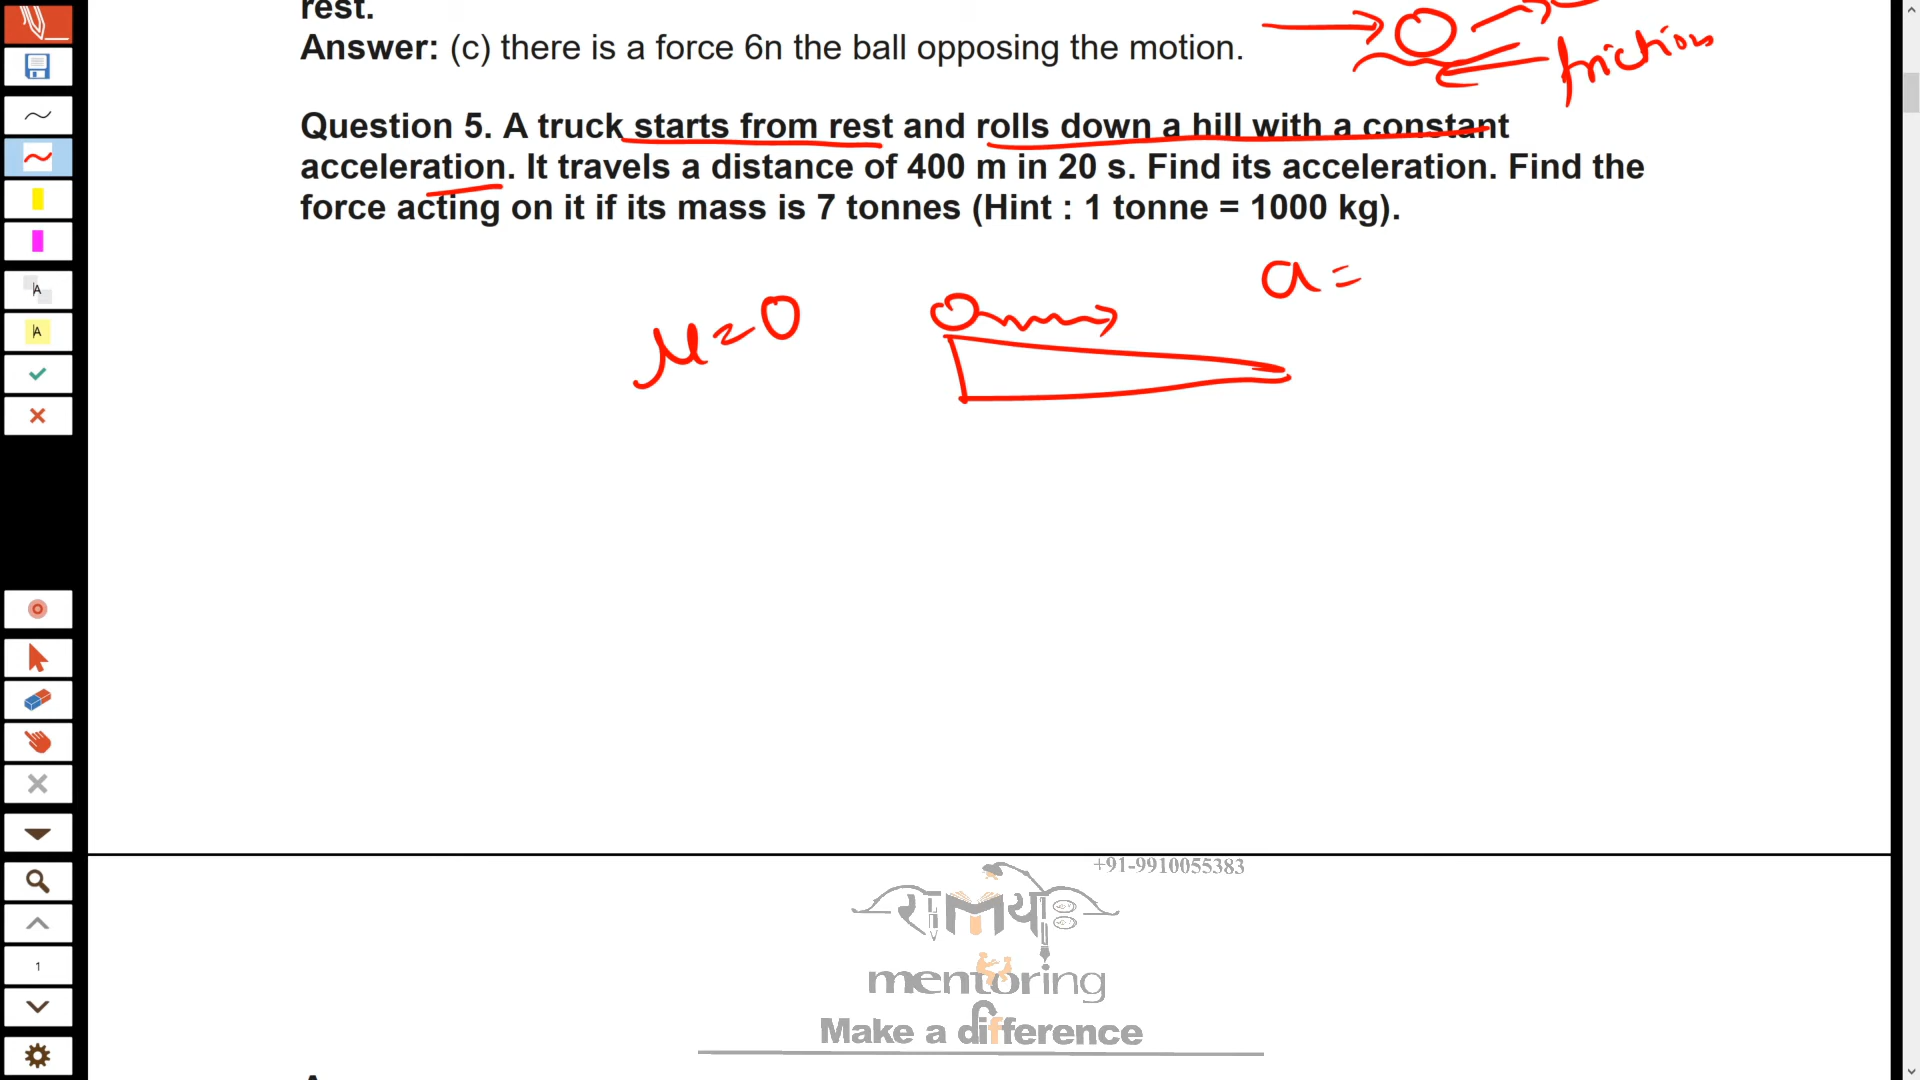 rest.
Answer: (c) there is a force 6n the ball opposing the motion.
friction
Question 5. A truck starts from rest and rolls down a hill with a constant
acceleration. It travels a distance of 400 m in 20 s. Find its acceleration. Find the
force acting on it if its mass is 7 tonnes (Hint : 1 tonne = 1000 kg).
a =
μ = 0
+91-9910055383
mentoring
Make a difference
A
A
1